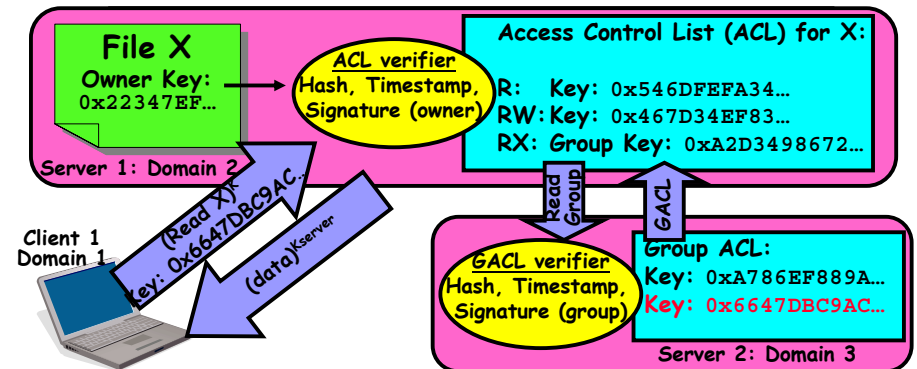 File X
Owner Key:
0x22347EF…
ACL verifier
Hash, Timestamp,
Signature (owner)
Access Control List (ACL) for X:
R: Key: 0x546DFEFA34…
RW: Key: 0x467D34EF83…
RX: Group Key: 0xA2D3498672…
Server 1: Domain 2
Client 1
Domain 1
(Read X)K
Key: 0x6647DBC9AC…
(data)Kserver
Read
Group
GACL
GACL verifier
Hash, Timestamp,
Signature (group)
Group ACL:
Key: 0xA786EF889A…
Key: 0x6647DBC9AC…
Server 2: Domain 3